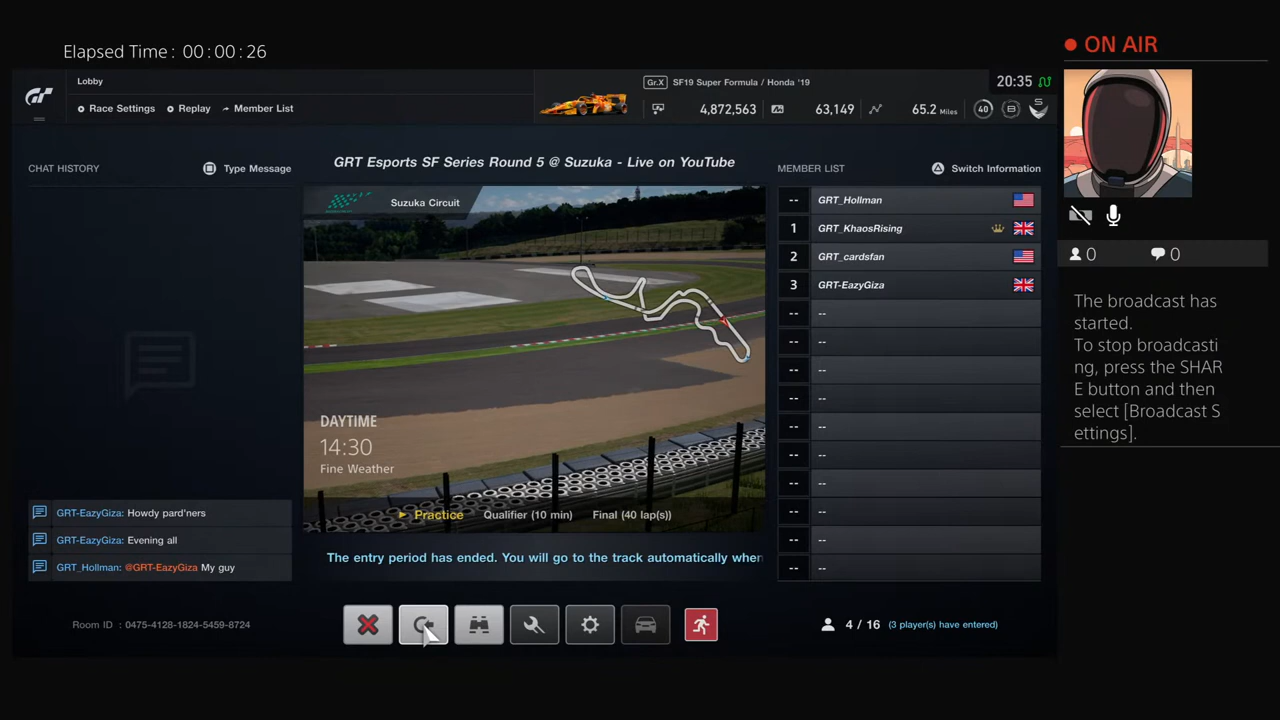 Elapsed Time : 00:00:26
ON AIR
Lobby
Race Settings
Replay
Member List
Gr.X SF19 Super Formula / Honda '19
4,872,563
63,149
65.2 Miles
40
B
S
20:35
CHAT HISTORY
Type Message
GRT Esports SF Series Round 5 @ Suzuka - Live on YouTube
MEMBER LIST
Switch Information
Suzuka Circuit
-- GRT_Hollman
1 GRT_KhaosRising
2 GRT_cardsfan
3 GRT-EazyGiza
-- --
-- --
-- --
-- --
-- --
-- --
-- --
-- --
-- --
-- --
0
0
The broadcast has
started.
To stop broadcasti
ng, press the SHAR
E button and then
select [Broadcast S
ettings].
DAYTIME
14:30
Fine Weather
Practice
Qualifier (10 min)
Final (40 lap(s))
GRT-EazyGiza: Howdy pard'ners
GRT-EazyGiza: Evening all
GRT_Hollman: @GRT-EazyGiza My guy
The entry period has ended. You will go to the track automatically when
Room ID : 0475-4128-1824-5459-8724
4 / 16 (3 player(s) have entered)